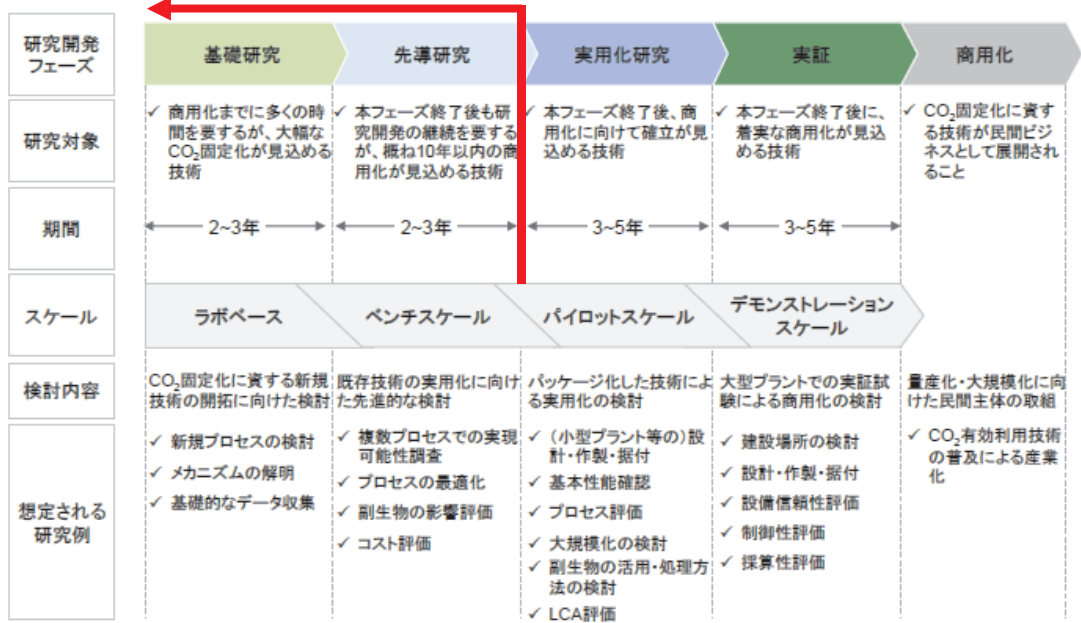 研究開発
フェーズ
基礎研究
先導研究
実用化研究
実証
商用化
研究対象
✓ 商用化までに多くの時
間を要するが、大幅な
CO₂固定化が見込める
技術
✓ 本フェーズ終了後も研
究開発の継続を要する
が、概ね10年以内の商
用化が見込める技術
✓ 本フェーズ終了後、商
用化に向けて確立が見
込める技術
✓ 本フェーズ終了後に、
着実な商用化が見込
める技術
✓ CO₂固定化に資す
る技術が民間ビジ
ネスとして展開され
ること
期間
2~3年
2~3年
3~5年
3~5年
スケール
ラボベース
ベンチスケール
パイロットスケール
デモンストレーション
スケール
検討内容
CO₂固定化に資する新規
技術の開拓に向けた検討
既存技術の実用化に向け
た先進的な検討
パッケージ化した技術によ
る実用化の検討
大型プラントでの実証試
験による商用化の検討
量産化・大規模化に向
けた民間主体の取組
想定される
研究例
✓ 新規プロセスの検討
✓ メカニズムの解明
✓ 基礎的なデータ収集
✓ 複数プロセスでの実現
可能性調査
✓ プロセスの最適化
✓ 副生物の影響評価
✓ コスト評価
✓ (小型プラント等の)設
計・作製・据付
✓ 基本性能確認
✓ プロセス評価
✓ 大規模化の検討
✓ 副生物の活用・処理方
法の検討
✓ LCA評価
✓ 建設場所の検討
✓ 設計・作製・据付
✓ 設備信頼性評価
✓ 制御性評価
✓ 採算性評価
✓ CO₂有効利用技術
の普及による産業
化